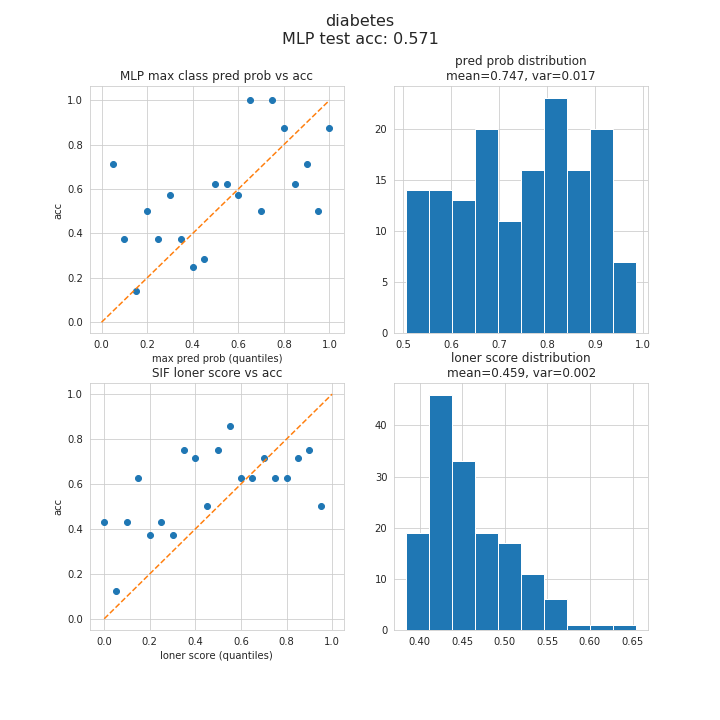 diabetes
MLP test acc: 0.571
MLP max class pred prob vs acc
1.0
0.8
0.6
0.4
0.2
0.0
acc
0.0 0.2 0.4 0.6 0.8 1.0
max pred prob (quantiles)
pred prob distribution
mean=0.747, var=0.017
20
15
10
5
0
0.5 0.6 0.7 0.8 0.9 1.0
SIF loner score vs acc
1.0
0.8
0.6
0.4
0.2
0.0
acc
0.0 0.2 0.4 0.6 0.8 1.0
loner score (quantiles)
loner score distribution
mean=0.459, var=0.002
40
30
20
10
0
0.40 0.45 0.50 0.55 0.60 0.65